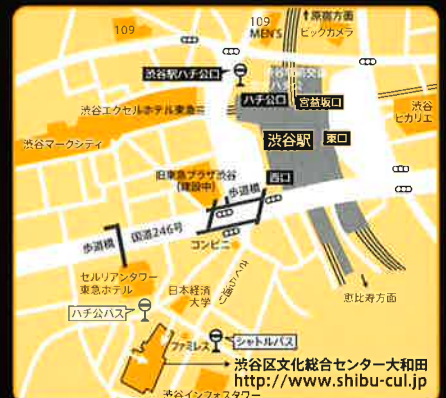 109
109
MEN'S
↑原宿方面
ビックカメラ
渋谷駅ハチ公口
ハチ公口
宮益坂口
渋谷エクセルホテル東急
渋谷
ヒカリエ
渋谷マークシティ
渋谷駅
東口
西口
旧東急プラザ渋谷
(建設中)
歩道橋
歩道橋
国道246号
コンビニ
さくら通り
セルリアンタワー
東急ホテル
日本経済
大学
恵比寿方面
ハチ公バス
ファミレス
シャトルバス
渋谷区文化総合センター大和田
http://www.shibu-cul.jp
渋谷インフォスタワー